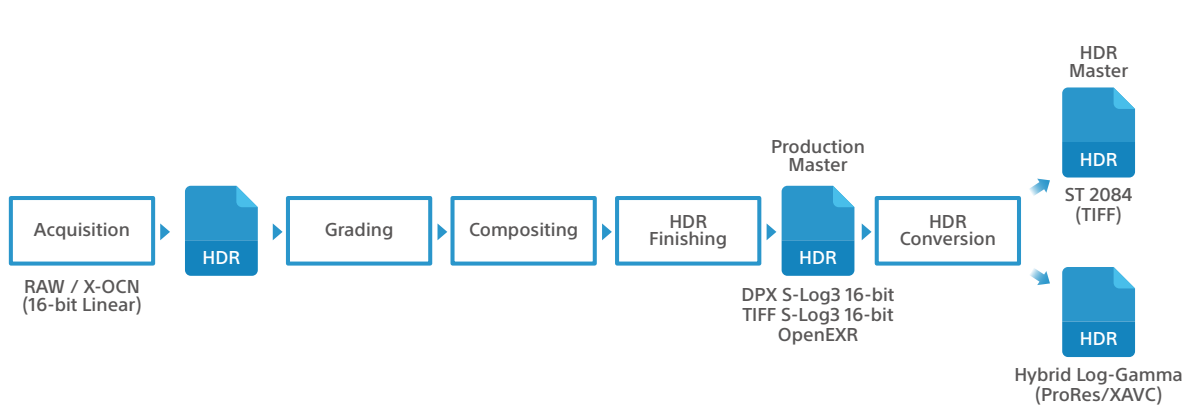 Acquisition
RAW / X-OCN
(16-bit Linear)
HDR
Grading
Compositing
HDR
Finishing
Production
Master
HDR
DPX S-Log3 16-bit
TIFF S-Log3 16-bit
OpenEXR
HDR
Conversion
HDR
Master
HDR
ST 2084
(TIFF)
HDR
Hybrid Log-Gamma
(ProRes/XAVC)